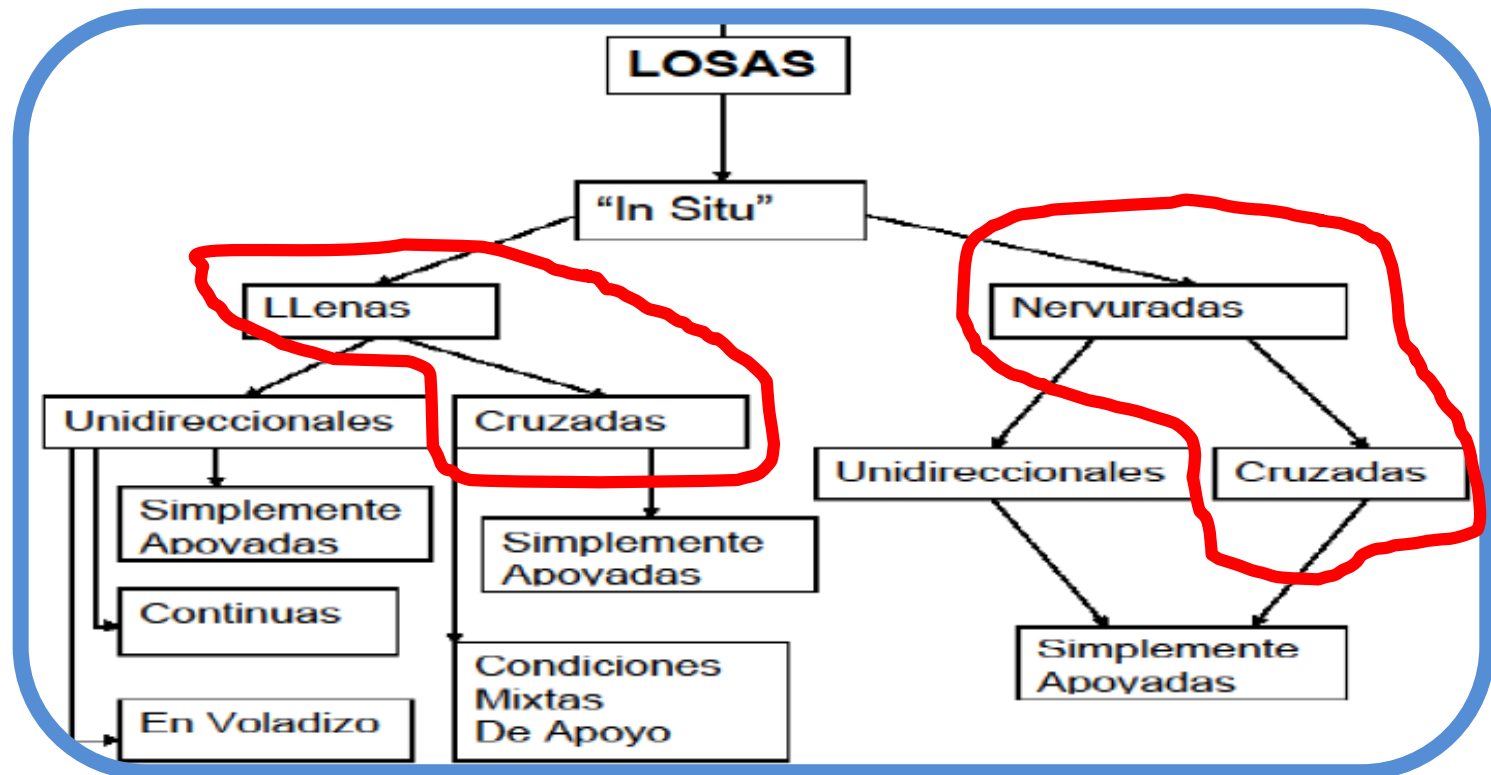 LOSAS
“In Situ”
LLenas
Nervuradas
Unidireccionales
Cruzadas
Unidireccionales
Cruzadas
Simplemente
Apoyadas
Simplemente
Apoyadas
Continuas
Simplemente
Apoyadas
Condiciones
Mixtas
De Apoyo
En Voladizo